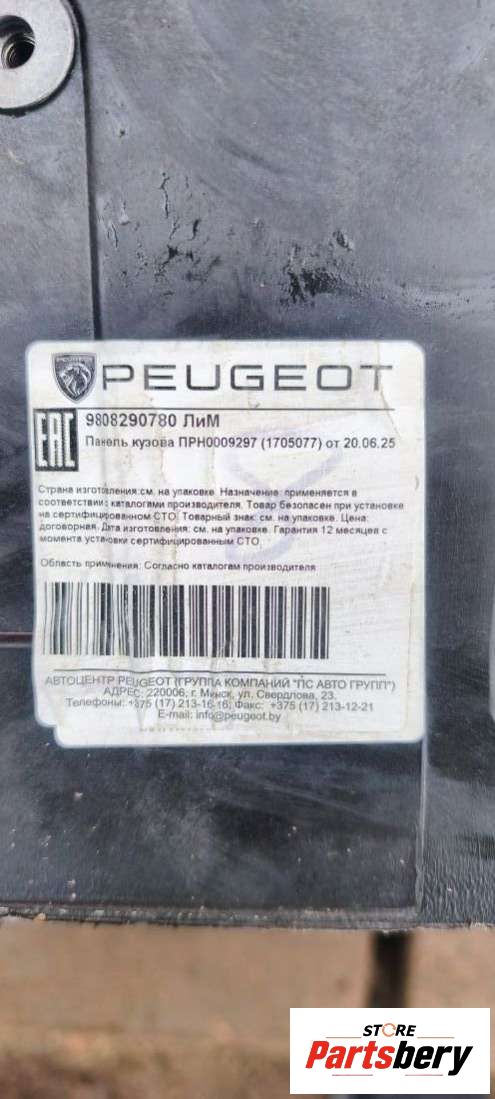 PEUGEOT
EAC
9808290780 ЛиМ
Панель кузова ПРН0009297 (1705077) от 20.06.25
Страна изготовления:см. на упаковке. Назначение: применяется в
соответствии с каталогами производителя. Товар безопасен при установке
на сертифицированном СТО. Товарный знак: см. на упаковке. Цена:
договорная. Дата изготовления: см. на упаковке. Гарантия 12 месяцев с
момента установки сертифицированным СТО.
Область применения: Согласно каталогам производителя
АВТОЦЕНТР PEUGEOT (ГРУППА КОМПАНИЙ "ПС АВТО ГРУПП")
АДРЕС: 220006, г. Минск, ул. Свердлова, 23.
Телефоны: +375 (17) 213-16-16; Факс: +375 (17) 213-12-21
E-mail: info@peugeot.by
STORE
Partsbery